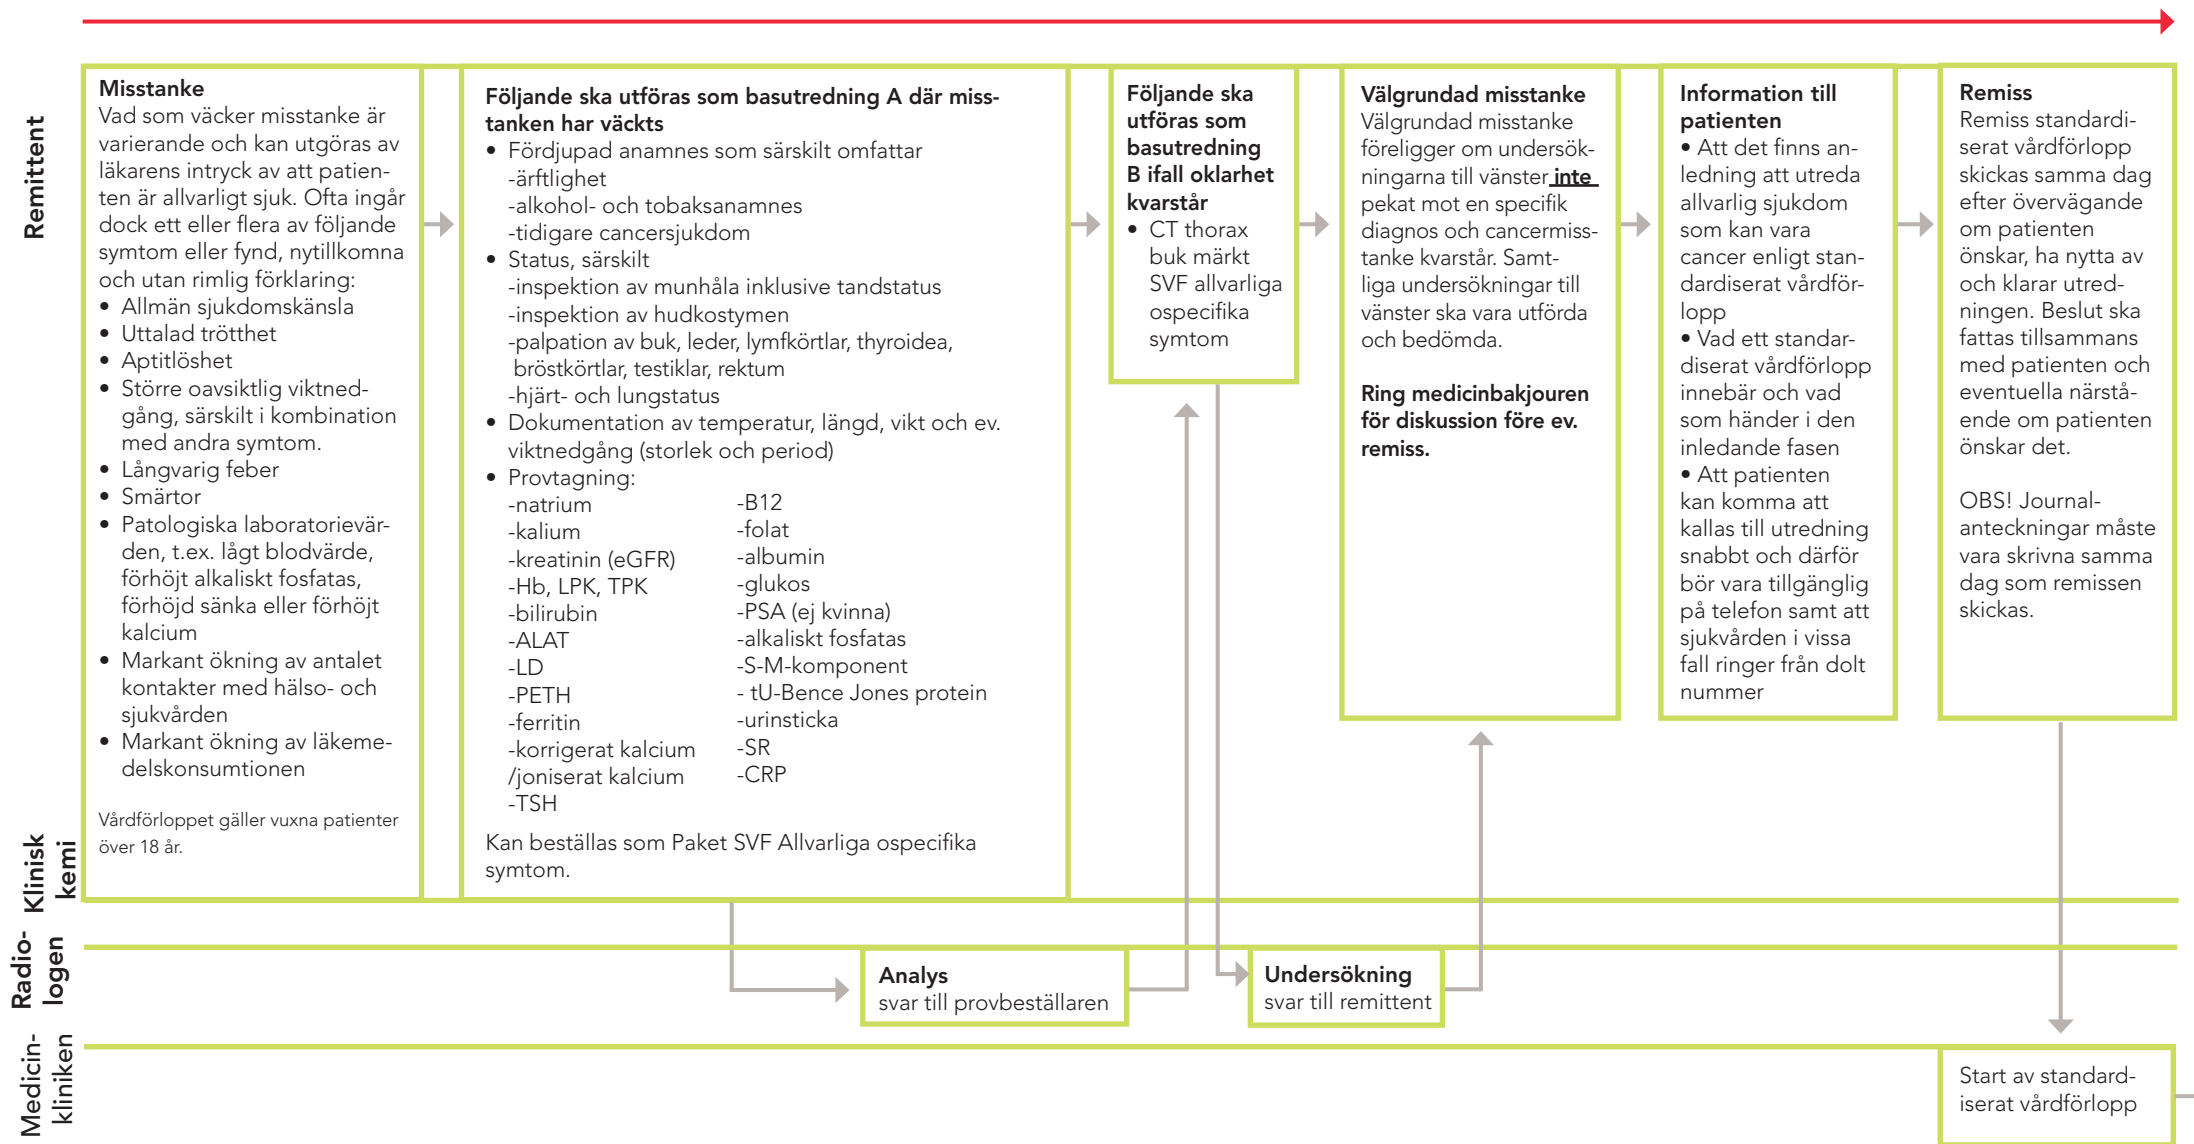 Remittent
Misstanke
Vad som väcker misstanke är
varierande och kan utgöras av
läkarens intryck av att patien-
ten är allvarligt sjuk. Ofta ingår
dock ett eller flera av följande
symtom eller fynd, nytillkomna
och utan rimlig förklaring:
• Allmän sjukdomskänsla
• Uttalad trötthet
• Aptitlöshet
• Större oavsiktlig viktned-
gång, särskilt i kombination
med andra symtom.
• Långvarig feber
• Smärtor
• Patologiska laboratorievär-
den, t.ex. lågt blodvärde,
förhöjt alkaliskt fosfatas,
förhöjd sänka eller förhöjt
kalcium
• Markant ökning av antalet
kontakter med hälso- och
sjukvården
• Markant ökning av läkeme-
delskonsumtionen
Vårdförloppet gäller vuxna patienter
över 18 år.
Följande ska utföras som basutredning A där miss-
tanken har väckts
• Fördjupad anamnes som särskilt omfattar
-ärftlighet
-alkohol- och tobaksanamnes
-tidigare cancersjukdom
• Status, särskilt
-inspektion av munhåla inklusive tandstatus
-inspektion av hudkostymen
-palpation av buk, leder, lymfkörtlar, thyroidea,
bröstkörtlar, testiklar, rektum
-hjärt- och lungstatus
• Dokumentation av temperatur, längd, vikt och ev.
viktnedgång (storlek och period)
• Provtagning:
-natrium
-kalium
-kreatinin (eGFR)
-Hb, LPK, TPK
-bilirubin
-ALAT
-LD
-PETH
-ferritin
-korrigerat kalcium
/joniserat kalcium
-TSH
-B12
-folat
-albumin
-glukos
-PSA (ej kvinna)
-alkaliskt fosfatas
-S-M-komponent
- tU-Bence Jones protein
-urinsticka
-SR
-CRP
Kan beställas som Paket SVF Allvarliga ospecifika
symtom.
Följande ska
utföras som
basutredning
B ifall oklarhet
kvarstår
• CT thorax
buk märkt
SVF allvarliga
ospecifika
symtom
Välgrundad misstanke
Välgrundad misstanke
föreligger om undersök-
ningarna till vänster inte
pekat mot en specifik
diagnos och cancermiss-
tanke kvarstår. Samt-
liga undersökningar till
vänster ska vara utförda
och bedömda.
Ring medicinbakjouren
för diskussion före ev.
remiss.
Information till
patienten
• Att det finns an-
ledning att utreda
allvarlig sjukdom
som kan vara
cancer enligt stan-
dardiserat vårdför-
lopp
• Vad ett standar-
diserat vårdförlopp
innebär och vad
som händer i den
inledande fasen
• Att patienten
kan komma att
kallas till utredning
snabbt och därför
bör vara tillgänglig
på telefon samt att
sjukvården i vissa
fall ringer från dolt
nummer
Remiss
Remiss standardi-
serat vårdförlopp
skickas samma dag
efter övervägande
om patienten
önskar, ha nytta av
och klarar utred-
ningen. Beslut ska
fattas tillsammans
med patienten och
eventuella närstå-
ende om patienten
önskar det.
OBS! Journal-
anteckningar måste
vara skrivna samma
dag som remissen
skickas.
Klinisk
kemi
Radio-
logen
Analys
svar till provbeställaren
Undersökning
svar till remittent
Medicin-
kliniken
Start av standard-
iserat vårdförlopp